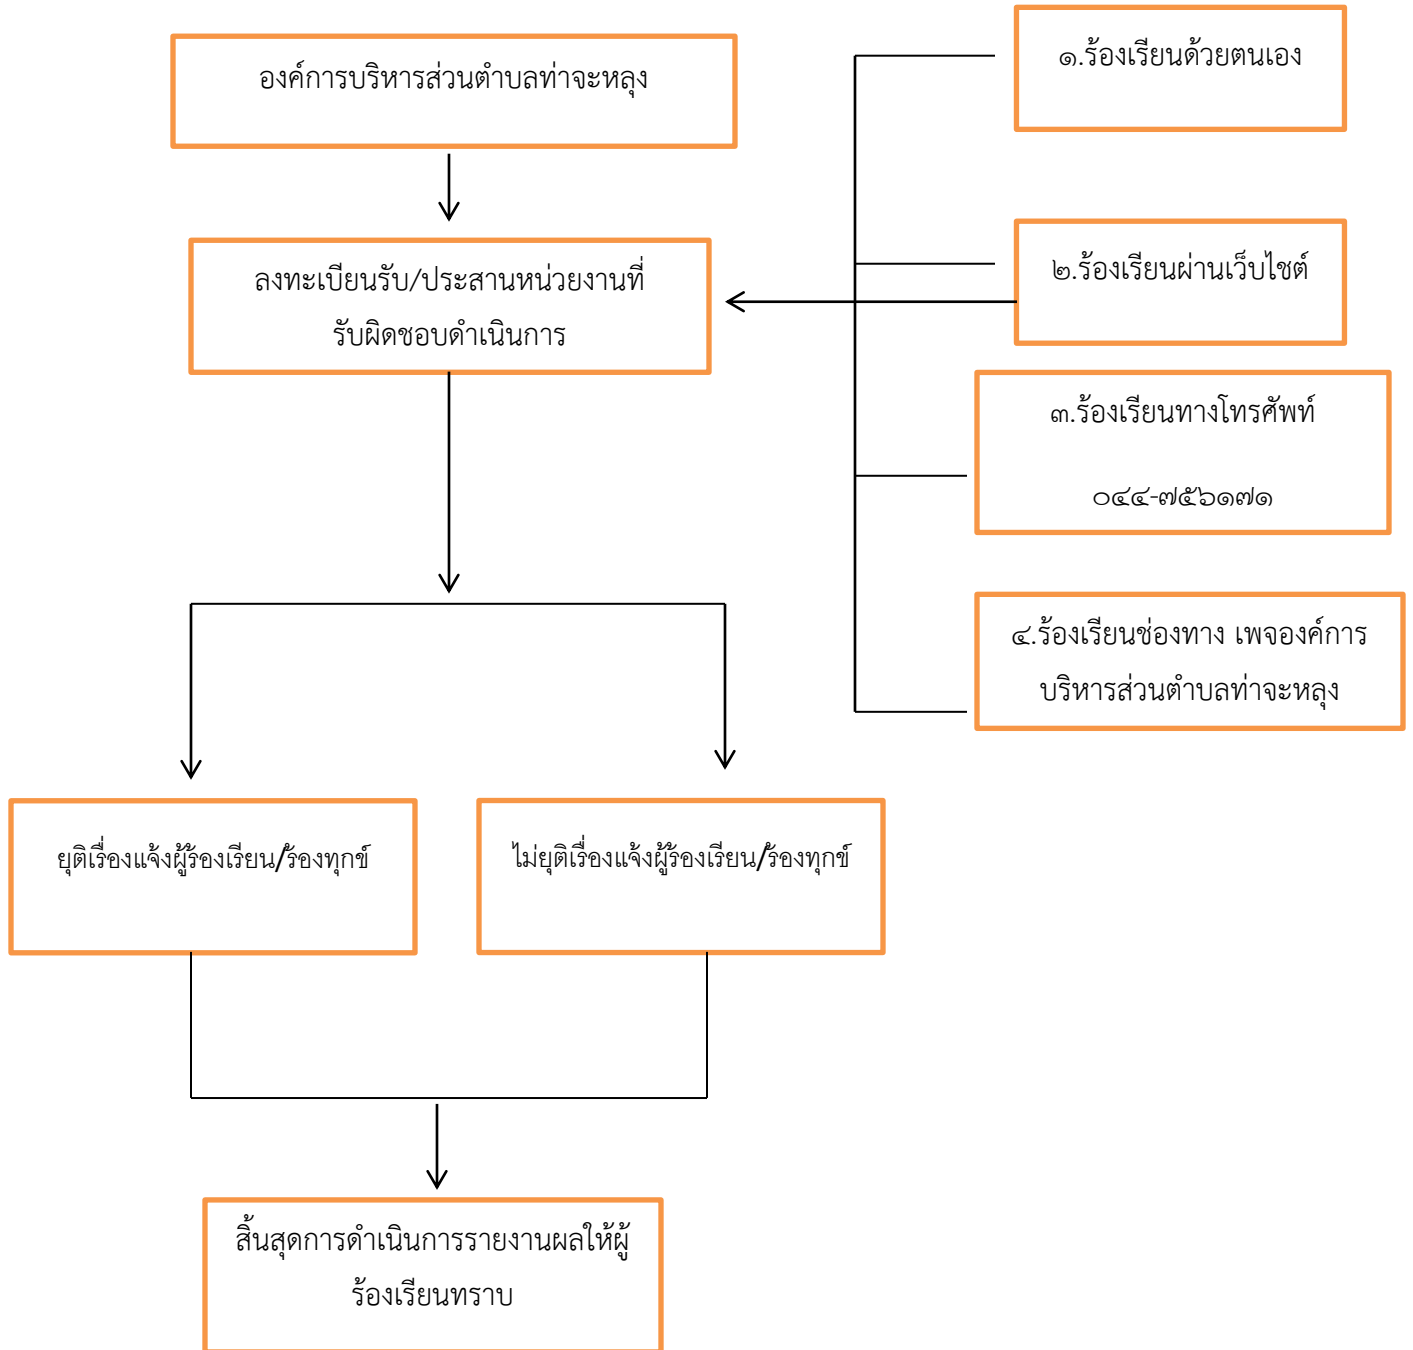 องค์การบริหารส่วนตำบลท่าจะหลุง
ลงทะเบียนรับ/ประสานหน่วยงานที่
รับผิดชอบดำเนินการ
๑.ร้องเรียนด้วยตนเอง
๒.ร้องเรียนผ่านเว็บไซต์
๓.ร้องเรียนทางโทรศัพท์
๐๔๔-๗๕๖๑๗๑
๔.ร้องเรียนช่องทาง เพจองค์การ
บริหารส่วนตำบลท่าจะหลุง
ยุติเรื่องแจ้งผู้ร้องเรียน/ร้องทุกข์
ไม่ยุติเรื่องแจ้งผู้ร้องเรียน/ร้องทุกข์
สิ้นสุดการดำเนินการรายงานผลให้ผู้
ร้องเรียนทราบ